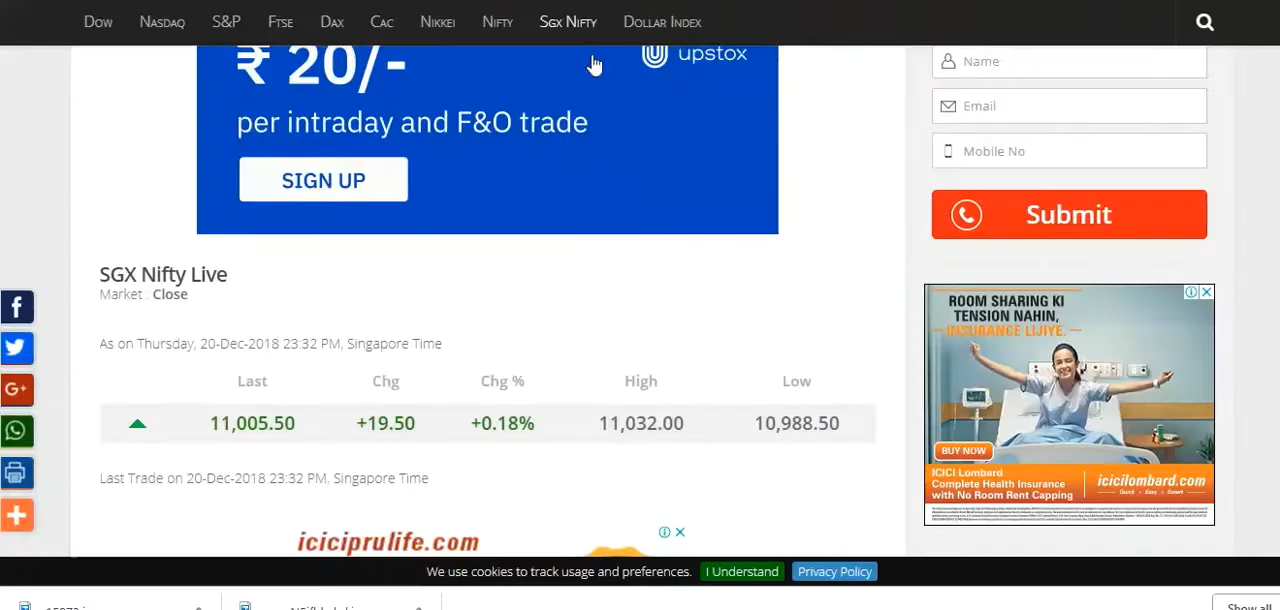 Dow Nasdaq S&P Ftse Dax Cac Nikkei Nifty Sgx Nifty Dollar Index
₹ 20/-
upstox
per intraday and F&O trade
SIGN UP
Name
Email
Mobile No
Submit
SGX Nifty Live
Market : Close
As on Thursday, 20-Dec-2018 23:32 PM, Singapore Time
Last Chg Chg % High Low
11,005.50 +19.50 +0.18% 11,032.00 10,988.50
Last Trade on 20-Dec-2018 23:32 PM. Singapore Time
ROOM SHARING KI
TENSION NAHIN,
INSURANCE LIJIYE.
BUY NOW
ICICI Lombard
Complete Health Insurance
with No Room Rent Capping
icicilombard.com
Quick • Easy • Smart
iciciprulife.com
We use cookies to track usage and preferences. I Understand Privacy Policy
Show all